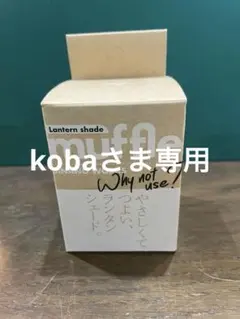 Lantern shade
muffle
kobaさま専用
Why not
use!
やさしくて
つよい、
ランタン
シェード。